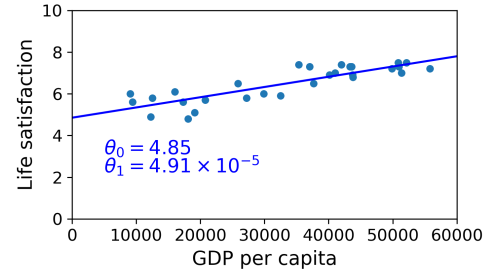 10
8
6
4
2
0
Life satisfaction
θ₀ = 4.85
θ₁ = 4.91 × 10⁻⁵
0 10000 20000 30000 40000 50000 60000
GDP per capita